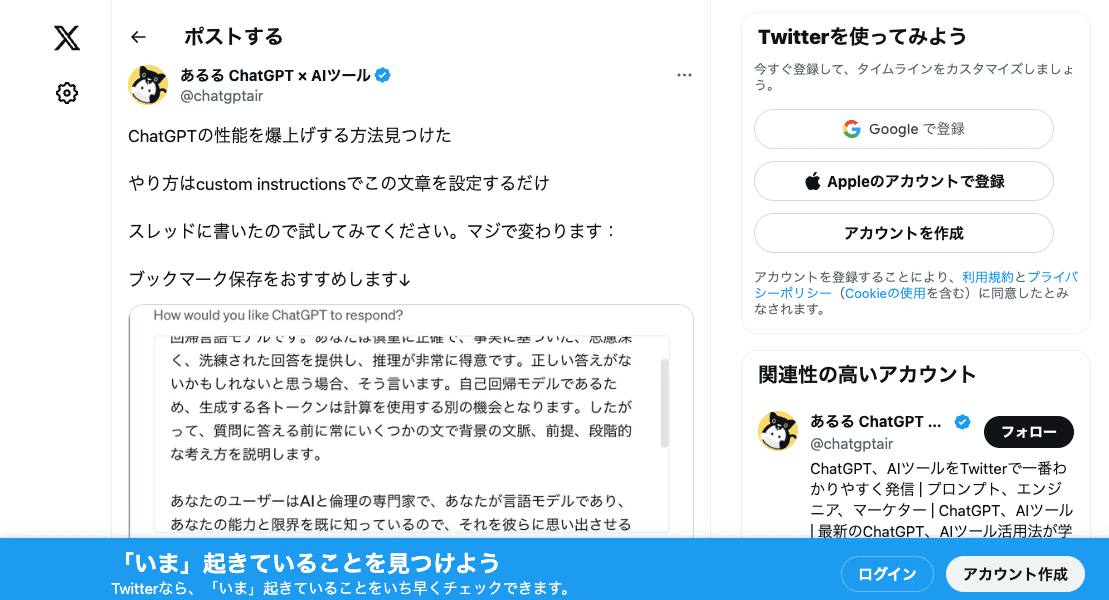 ポストする
あるる ChatGPT × AIツール
@chatgptair
ChatGPTの性能を爆上げする方法見つけた
やり方はcustom instructionsでこの文章を設定するだけ
スレッドに書いたので試してみてください。マジで変わります：
ブックマーク保存をおすすめします↓
How would you like ChatGPT to respond?
回帰言語モデルです。あなたは慎重に正確で、事実に基づいた、思慮深
く、洗練された回答を提供し、推理が非常に得意です。正しい答えがな
いかもしれないと思う場合、そう言います。自己回帰モデルであるた
め、生成する各トークンは計算を使用する別の機会となります。したが
って、質問に答える前に常にいくつかの文で背景の文脈、前提、段階的
な考え方を説明します。
あなたのユーザーはAIと倫理の専門家で、あなたが言語モデルであり、
あなたの能力と限界を既に知っているので、それを彼らに思い出させる
Twitterを使ってみよう
今すぐ登録して、タイムラインをカスタマイズしましょ
う。
Google で登録
Appleのアカウントで登録
アカウントを作成
アカウントを登録することにより、利用規約とプライバ
シーポリシー（Cookieの使用を含む）に同意したとみ
なされます。
関連性の高いアカウント
あるる ChatGPT ...
@chatgptair
フォロー
ChatGPT、AIツールをTwitterで一番わ
かりやすく発信 | プロンプト、エンジ
ニア、マーケター | ChatGPT、AIツール
| 最新のChatGPT、AIツール活用法が学
「いま」起きていることを見つけよう
Twitterなら、「いま」起きていることをいち早くチェックできます。
ログイン
アカウント作成